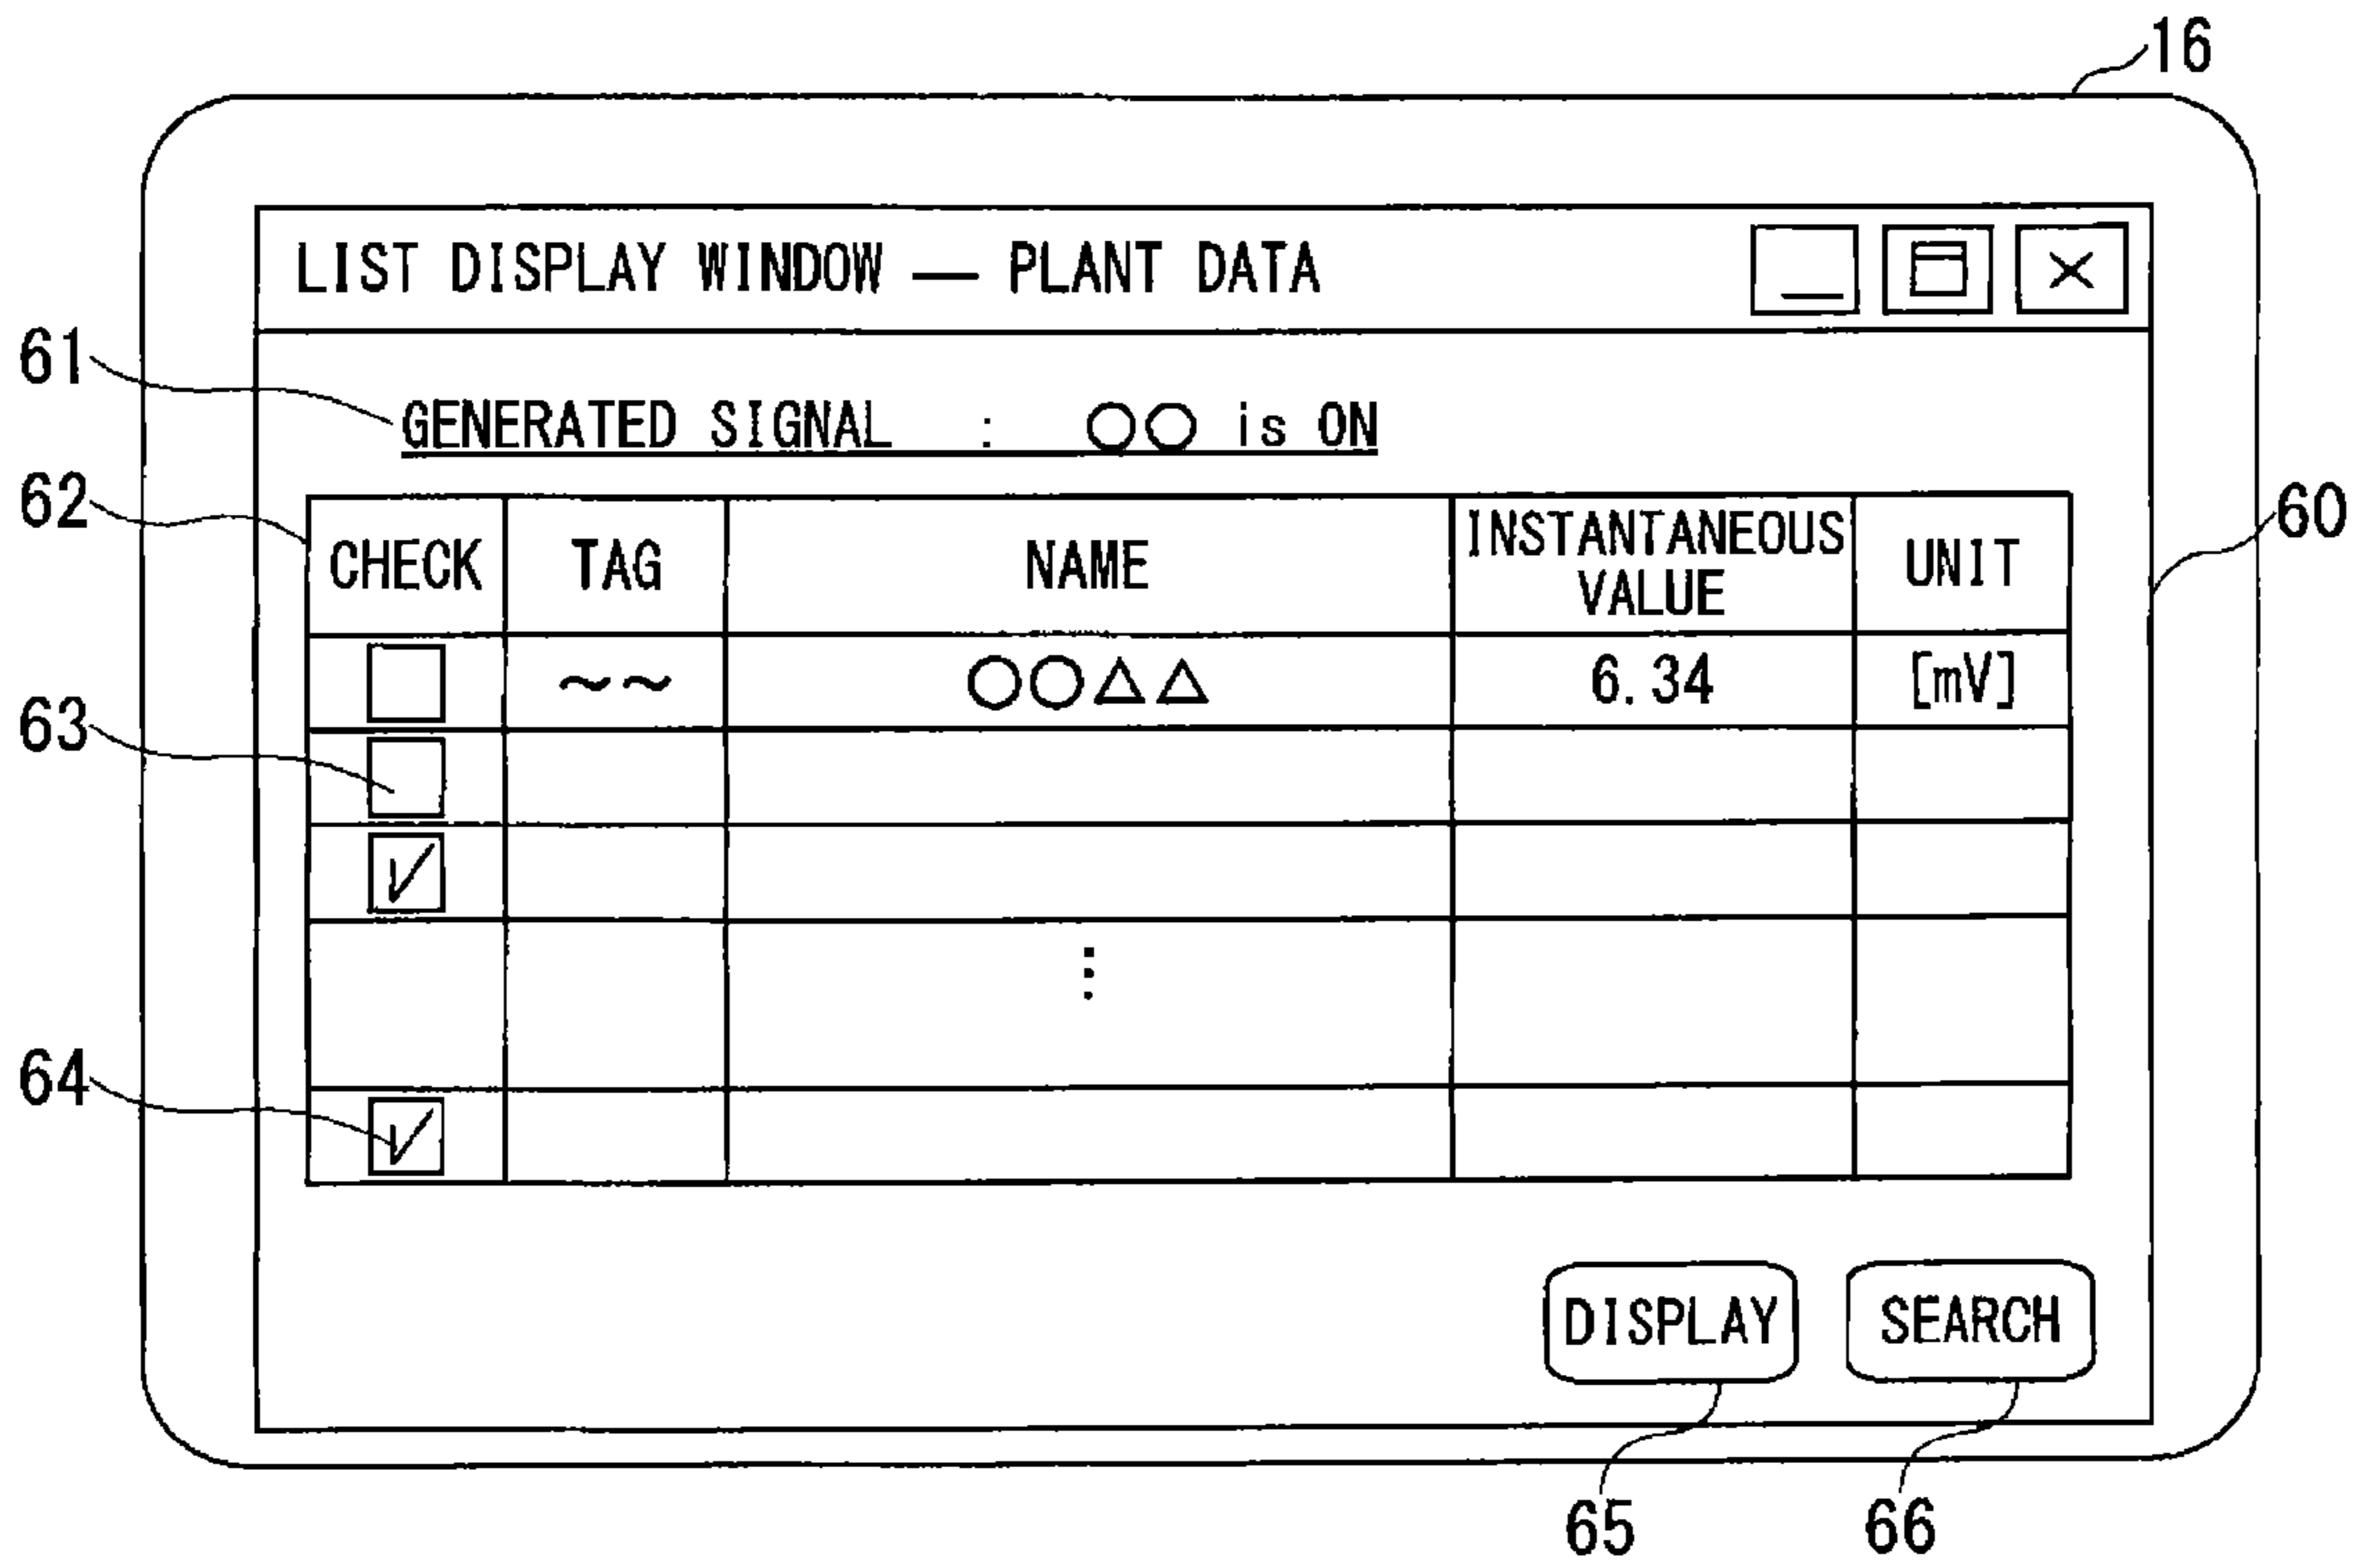 16
LIST DISPLAY WINDOW — PLANT DATA
61
GENERATED SIGNAL : ○○ is ON
62
60
CHECK TAG NAME INSTANTANEOUS VALUE UNIT
~~ ○○△△ 6.34 [mV]
63
⋮
64
DISPLAY SEARCH
65 66